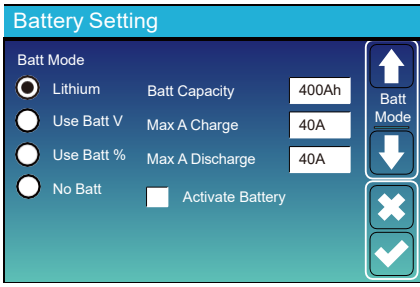 Battery Setting
Batt Mode
Lithium Batt Capacity 400Ah
Use Batt V Max A Charge 40A
Use Batt % Max A Discharge 40A
No Batt Activate Battery
Batt
Mode